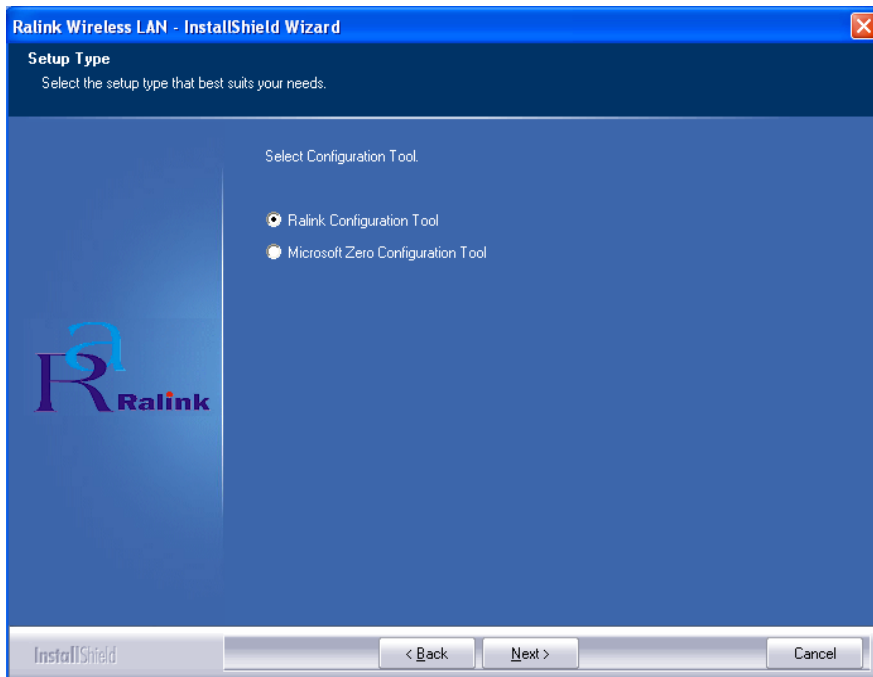 Ralink Wireless LAN - InstallShield Wizard
Setup Type
Select the setup type that best suits your needs.
Select Configuration Tool.
Ralink Configuration Tool
Microsoft Zero Configuration Tool
Ra
Ralink
InstallShield
< Back
Next >
Cancel